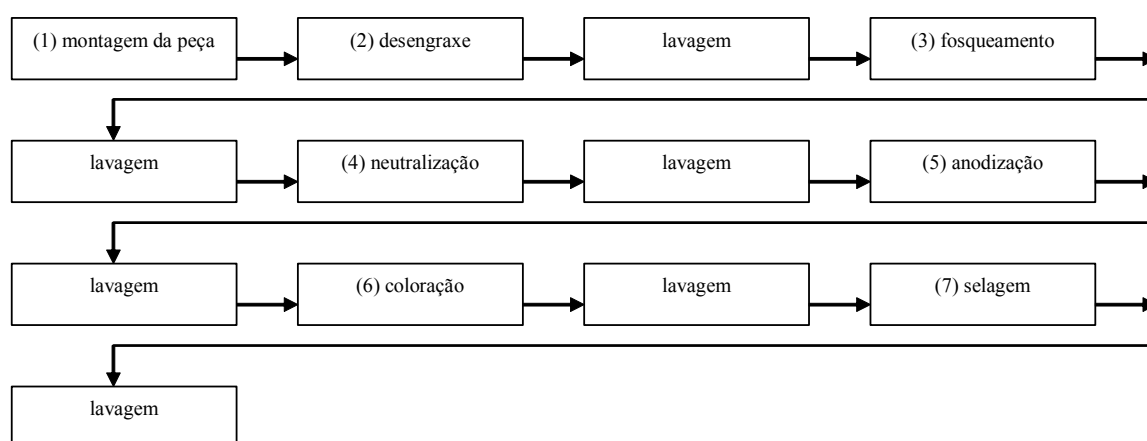 (1) montagem da peça
(2) desengraxe
lavagem
(3) fosqueamento
lavagem
(4) neutralização
lavagem
(5) anodização
lavagem
(6) coloração
lavagem
(7) selagem
lavagem